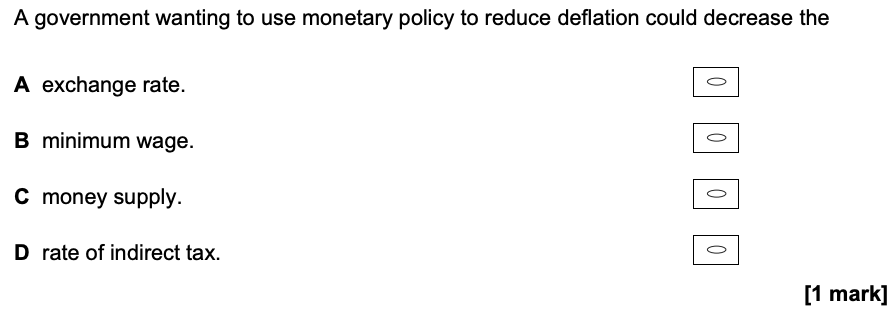 A government wanting to use monetary policy to reduce deflation could decrease the
A exchange rate.
B minimum wage.
C money supply.
D rate of indirect tax.
[1 mark]